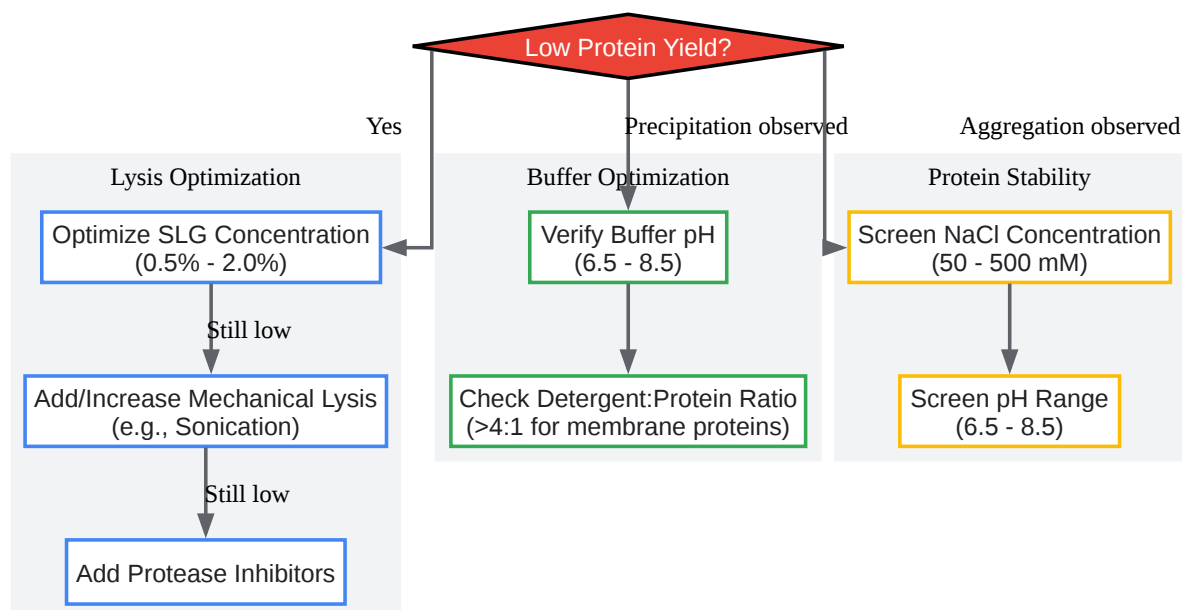 Low Protein Yield?
Yes
Precipitation observed
Aggregation observed
Lysis Optimization
Optimize SLG Concentration
(0.5% - 2.0%)
Still low
Add/Increase Mechanical Lysis
(e.g., Sonication)
Still low
Add Protease Inhibitors
Buffer Optimization
Verify Buffer pH
(6.5 - 8.5)
Check Detergent:Protein Ratio
(>4:1 for membrane proteins)
Protein Stability
Screen NaCl Concentration
(50 - 500 mM)
Screen pH Range
(6.5 - 8.5)